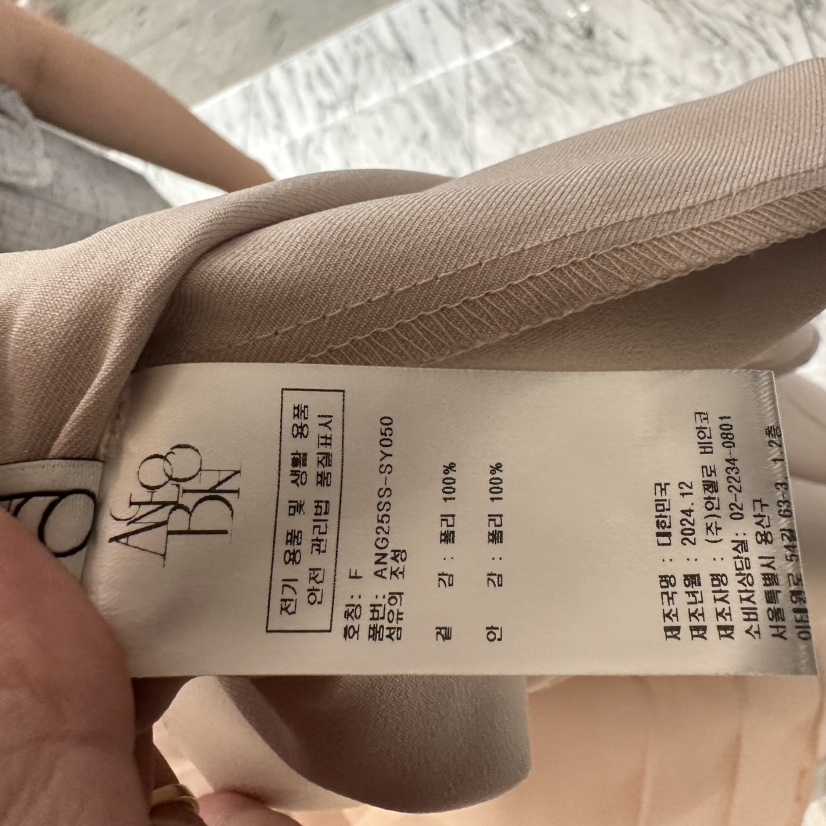 전기 용품 및 생활 용품
안전 관리법 품질표시
호칭: F
품번: ANG25SS-SY050
섬유의 조성
겉 감 : 폴리 100%
안 감 : 폴리 100%
제조국명 : 대한민국
제조년월 : 2024.12
제조자명 : (주)안젤로 비안코
소비자상담실: 02-2234-0801
서울특별시 용산구
이태원로 54길 63-3 1,2층